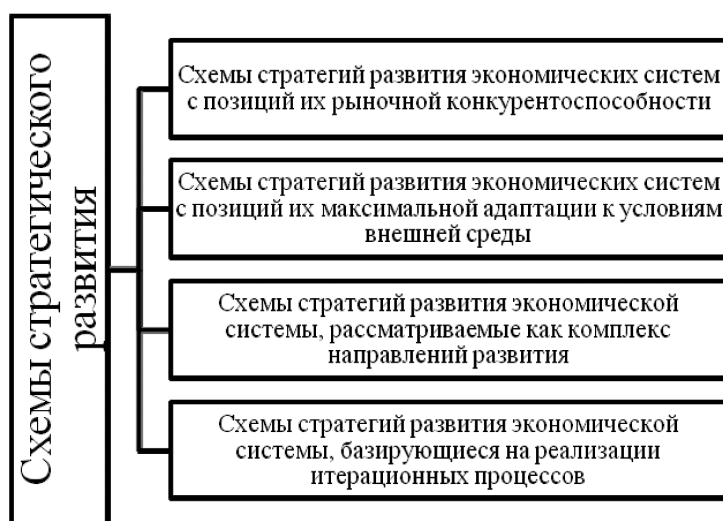 Схемы стратегического
развития
Схемы стратегий развития экономических систем
с позиций их рыночной конкурентоспособности
Схемы стратегий развития экономических систем
с позиций их максимальной адаптации к условиям
внешней среды
Схемы стратегий развития экономической
системы, рассматриваемые как комплекс
направлений развития
Схемы стратегий развития экономической
системы, базирующиеся на реализации
итерационных процессов